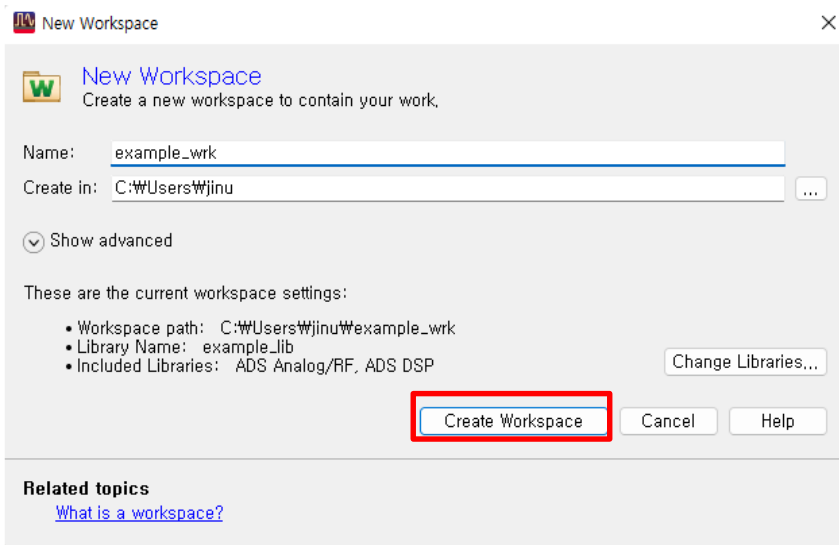 New Workspace
New Workspace
Create a new workspace to contain your work,
Name: example_wrk
Create in: C:₩Users₩jinu ...
Show advanced
These are the current workspace settings:
• Workspace path: C:₩Users₩jinu₩example_wrk
• Library Name: example_lib
• Included Libraries: ADS Analog/RF, ADS DSP
Change Libraries,,,
Create Workspace Cancel Help
Related topics
What is a workspace?